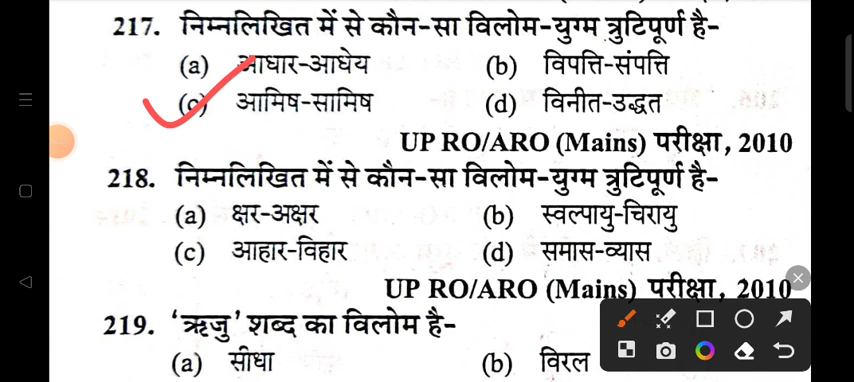 217. निम्नलिखित में से कौन-सा विलोम-युग्म त्रुटिपूर्ण है-
(a) आधार-आधेय (b) विपत्ति-संपत्ति
(c) आमिष-सामिष (d) विनीत-उद्धत
UP RO/ARO (Mains) परीक्षा, 2010
218. निम्नलिखित में से कौन-सा विलोम-युग्म त्रुटिपूर्ण है-
(a) क्षर-अक्षर (b) स्वल्पायु-चिरायु
(c) आहार-विहार (d) समास-व्यास
UP RO/ARO (Mains) परीक्षा, 2010
219. ‘ऋजु’ शब्द का विलोम है-
(a) सीधा (b) विरल